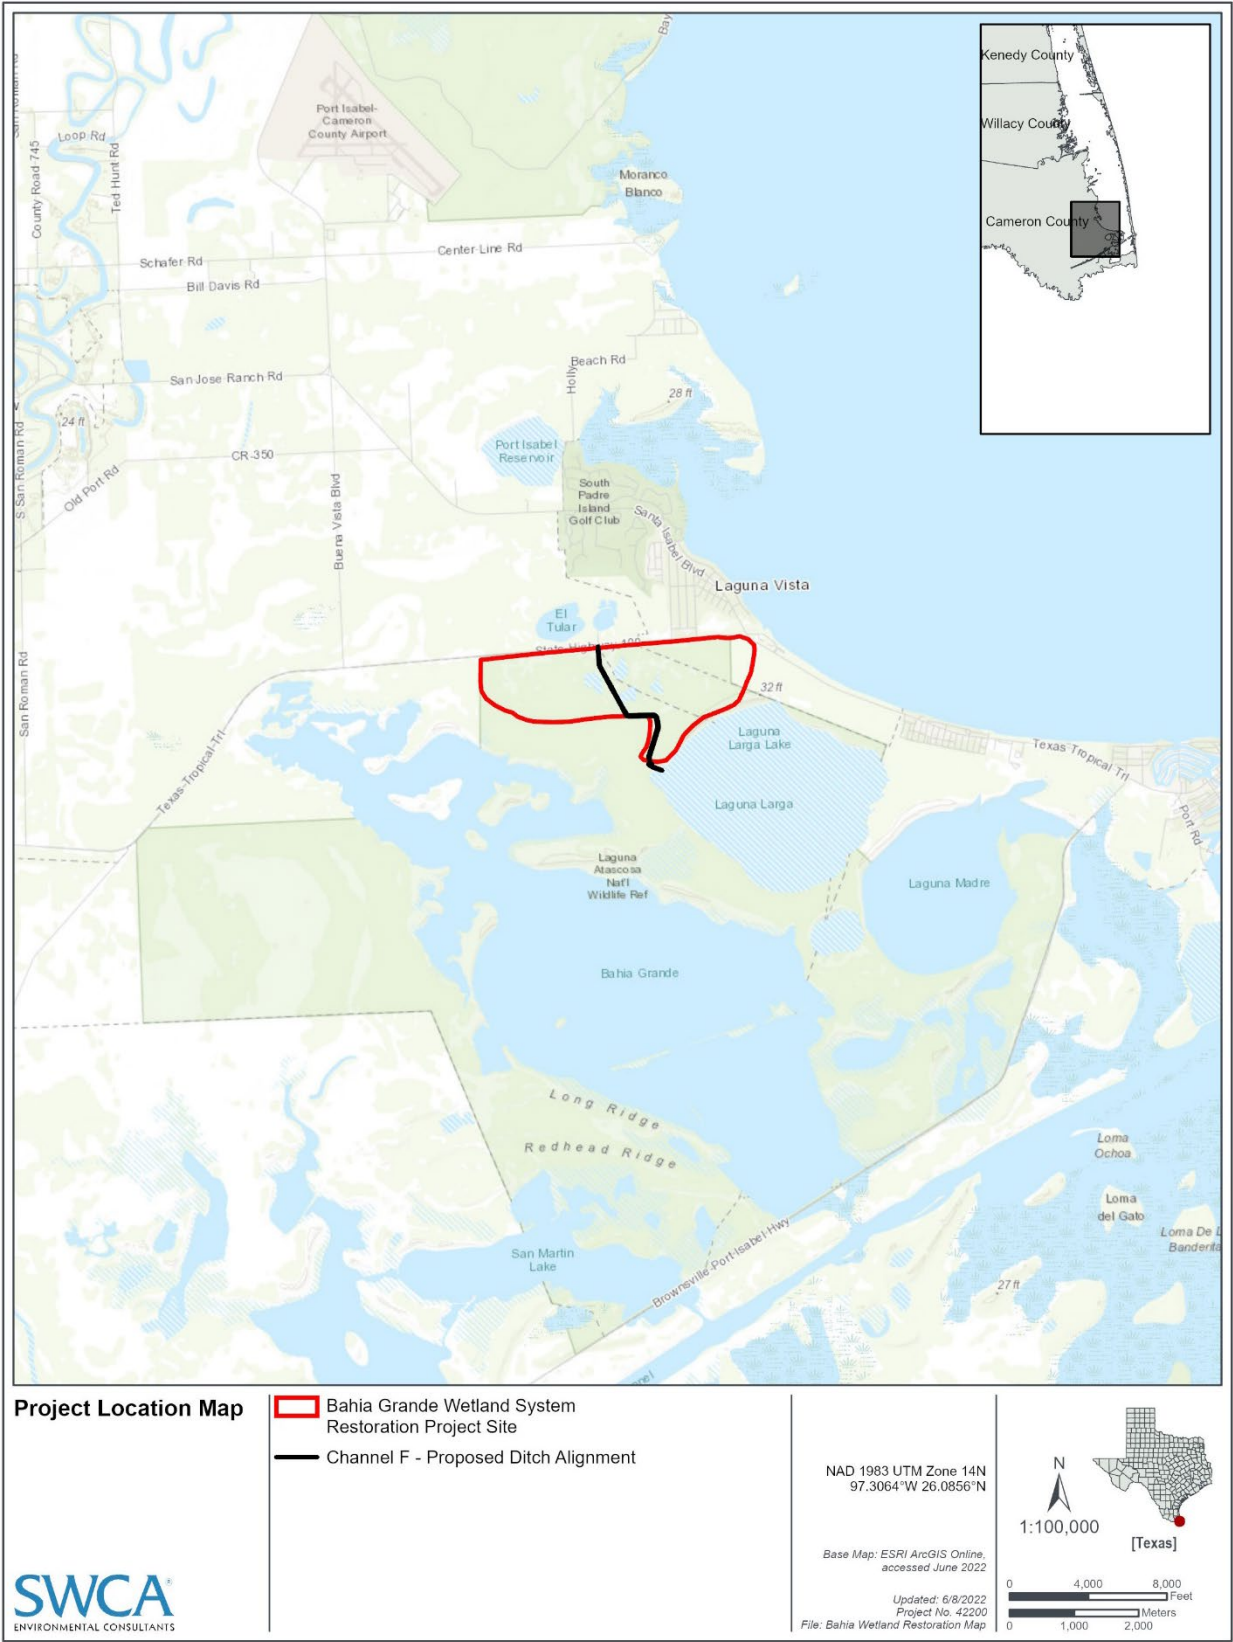 Bay
Kenedy County
Willacy County
Cameron County
Port Isabel-
Cameron
County Airport
Loop Rd
County Road 745
Ted Hunt Rd
Moranco
Blanco
Center Line Rd
Schafer Rd
Bill Davis Rd
Beach Rd
Holly
San Jose Ranch Rd
28 ft
24 ft
Port Isabel
Reservoir
CR-350
S San Roman Rd
Old Port Rd
Buena Vista Blvd
South
Padre
Island
Golf Club
Santa Isabel Blvd
Laguna Vista
El
Tular
State Highway 100
San Roman Rd
32 ft
Laguna
Larga Lake
Texas Tropical Trl
Texas-Tropical-Trl
Laguna Larga
Port Rd
Laguna
Atascosa
Nat'l
Wildlife Ref
Laguna Madre
Bahia Grande
Long Ridge
Redhead Ridge
Loma
Ochoa
Loma
del Gato
Loma De L
Banderita
San Martin
Lake
Brownsville-Port-Isabel-Hwy
27 ft
nel
Project Location Map
Bahia Grande Wetland System
Restoration Project Site
Channel F - Proposed Ditch Alignment
NAD 1983 UTM Zone 14N
97.3064°W 26.0856°N
Base Map: ESRI ArcGIS Online,
accessed June 2022
Updated: 6/8/2022
Project No. 42200
File: Bahia Wetland Restoration Map
N
1:100,000
[Texas]
0 4,000 8,000
Feet
Meters
0 1,000 2,000
SWCA®
ENVIRONMENTAL CONSULTANTS